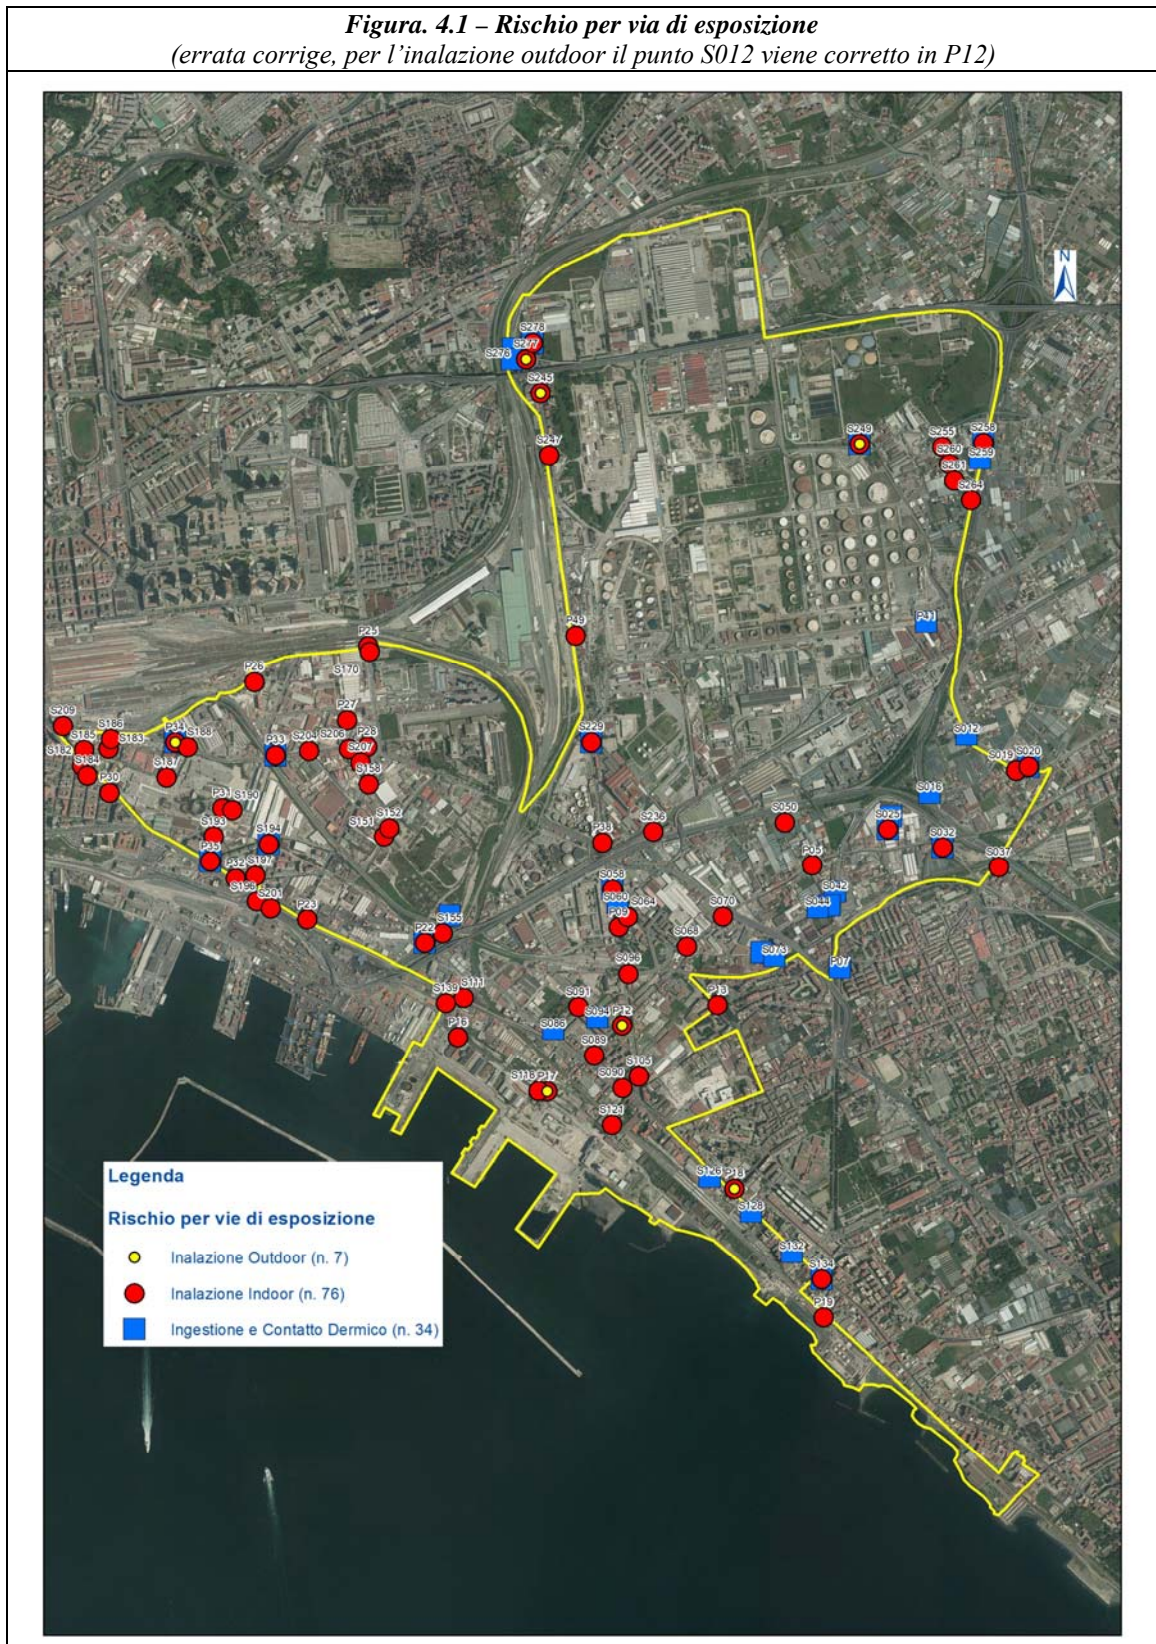 Figura. 4.1 – Rischio per via di esposizione
(errata corrige, per l'inalazione outdoor il punto S012 viene corretto in P12)
N
S278
S277
S276
S245
S247
S249
S255
S258
S260
S259
S261
S264
P41
P49
P25
S170
P26
P27
S209
S186
S185
S183
S182
S184
P34
S188
P33
S204
S206
P28
S207
S229
S012
S019
S020
S187
P30
S158
S016
P31
S190
S152
S151
S193
S194
P38
S236
S050
S025
S032
P35
P32
S197
P05
S037
S196
S201
P23
S058
S060
S064
P09
S042
S044
S070
S155
P22
S068
S073
P07
S096
S139
S111
S091
S094
P12
P13
P16
S086
S089
S105
S090
S116
P17
S121
S126
P18
S128
S132
S134
P19
Legenda
Rischio per vie di esposizione
Inalazione Outdoor (n. 7)
Inalazione Indoor (n. 76)
Ingestione e Contatto Dermico (n. 34)